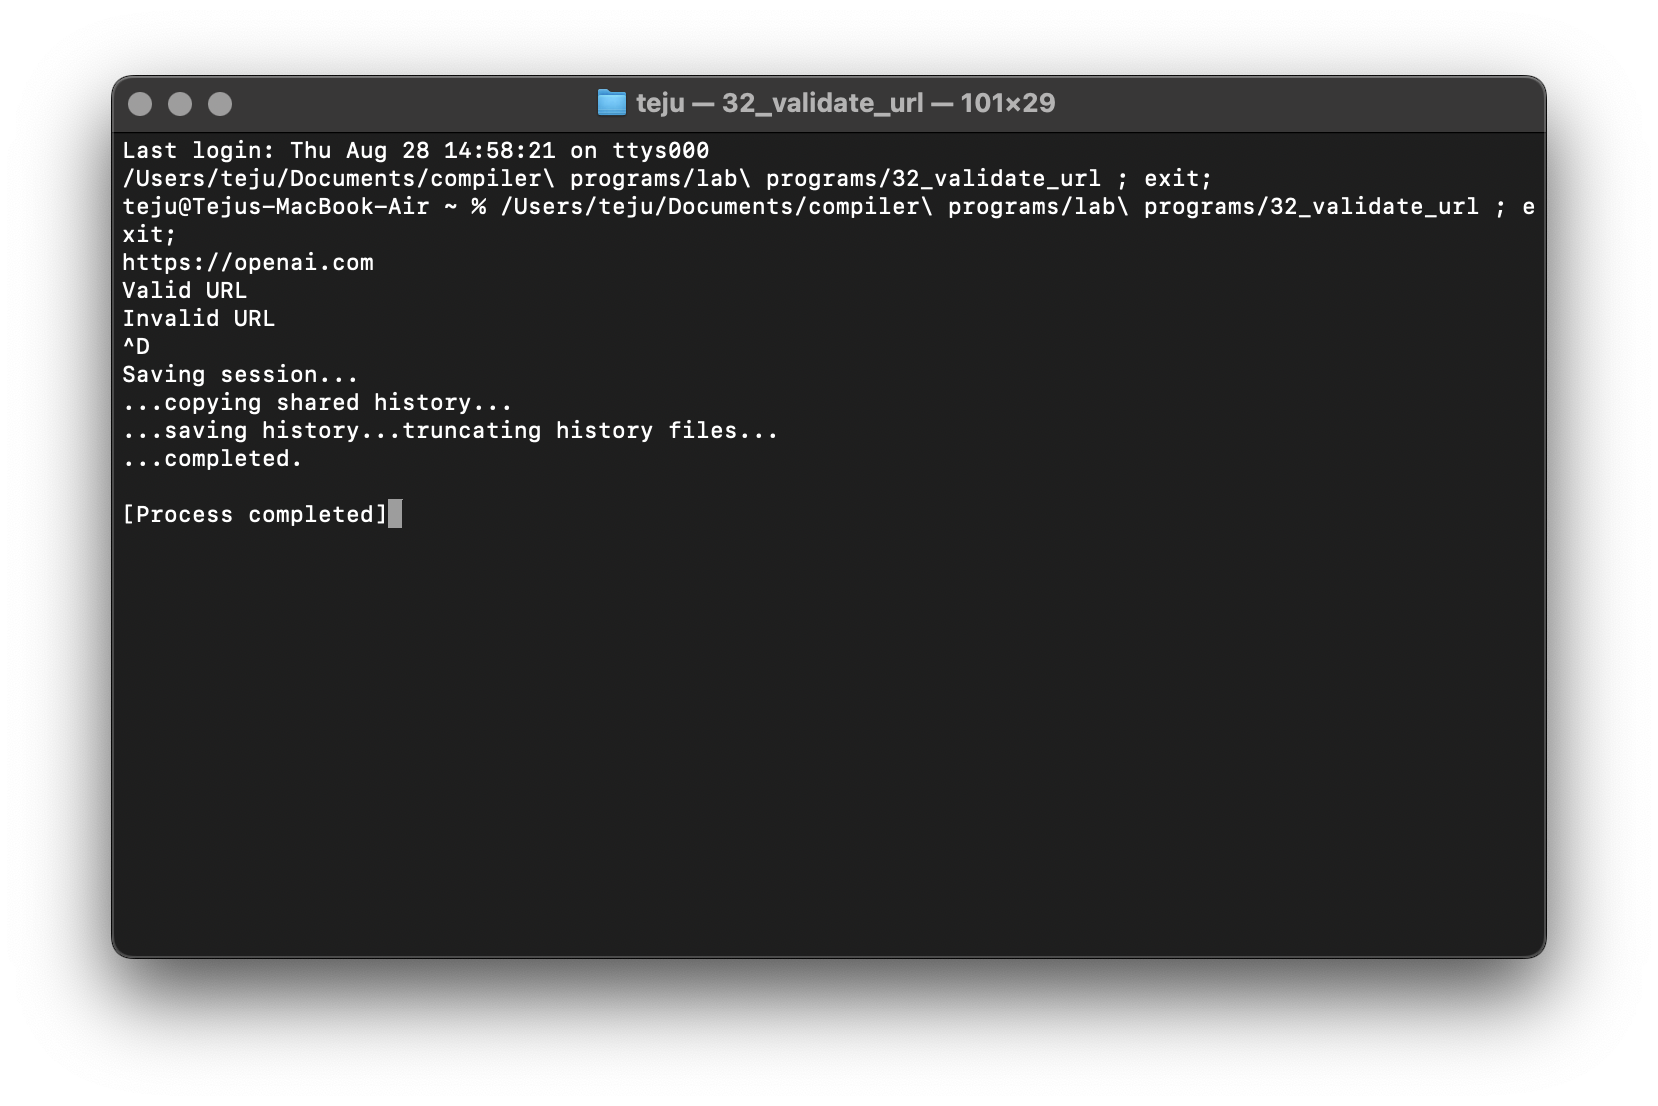 teju — 32_validate_url — 101×29
Last login: Thu Aug 28 14:58:21 on ttys000
/Users/teju/Documents/compiler\ programs/lab\ programs/32_validate_url ; exit;
teju@Tejus-MacBook-Air ~ % /Users/teju/Documents/compiler\ programs/lab\ programs/32_validate_url ; e
xit;
https://openai.com
Valid URL
Invalid URL
^D
Saving session...
...copying shared history...
...saving history...truncating history files...
...completed.
[Process completed]